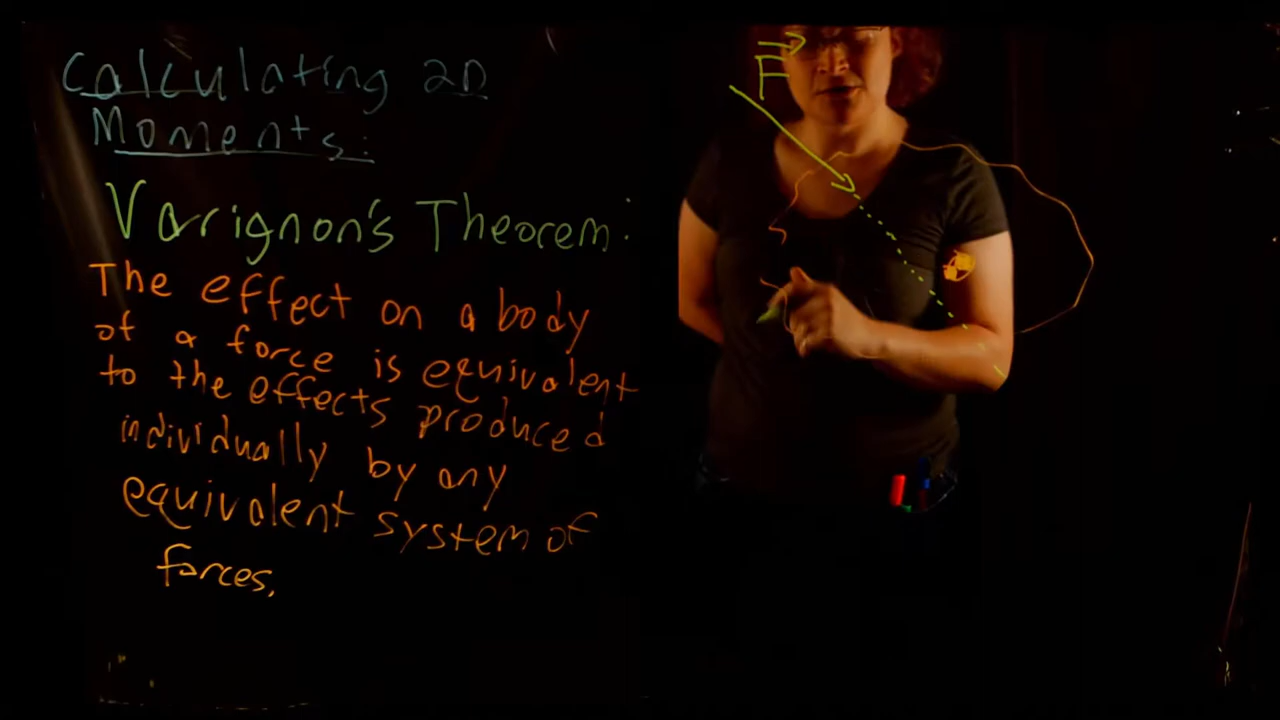 Calculating 2D
Moments:
Varignon's Theorem:
The effect on a body
of a force is equivalent
to the effects produced
individually by any
equivalent system of
forces.
F